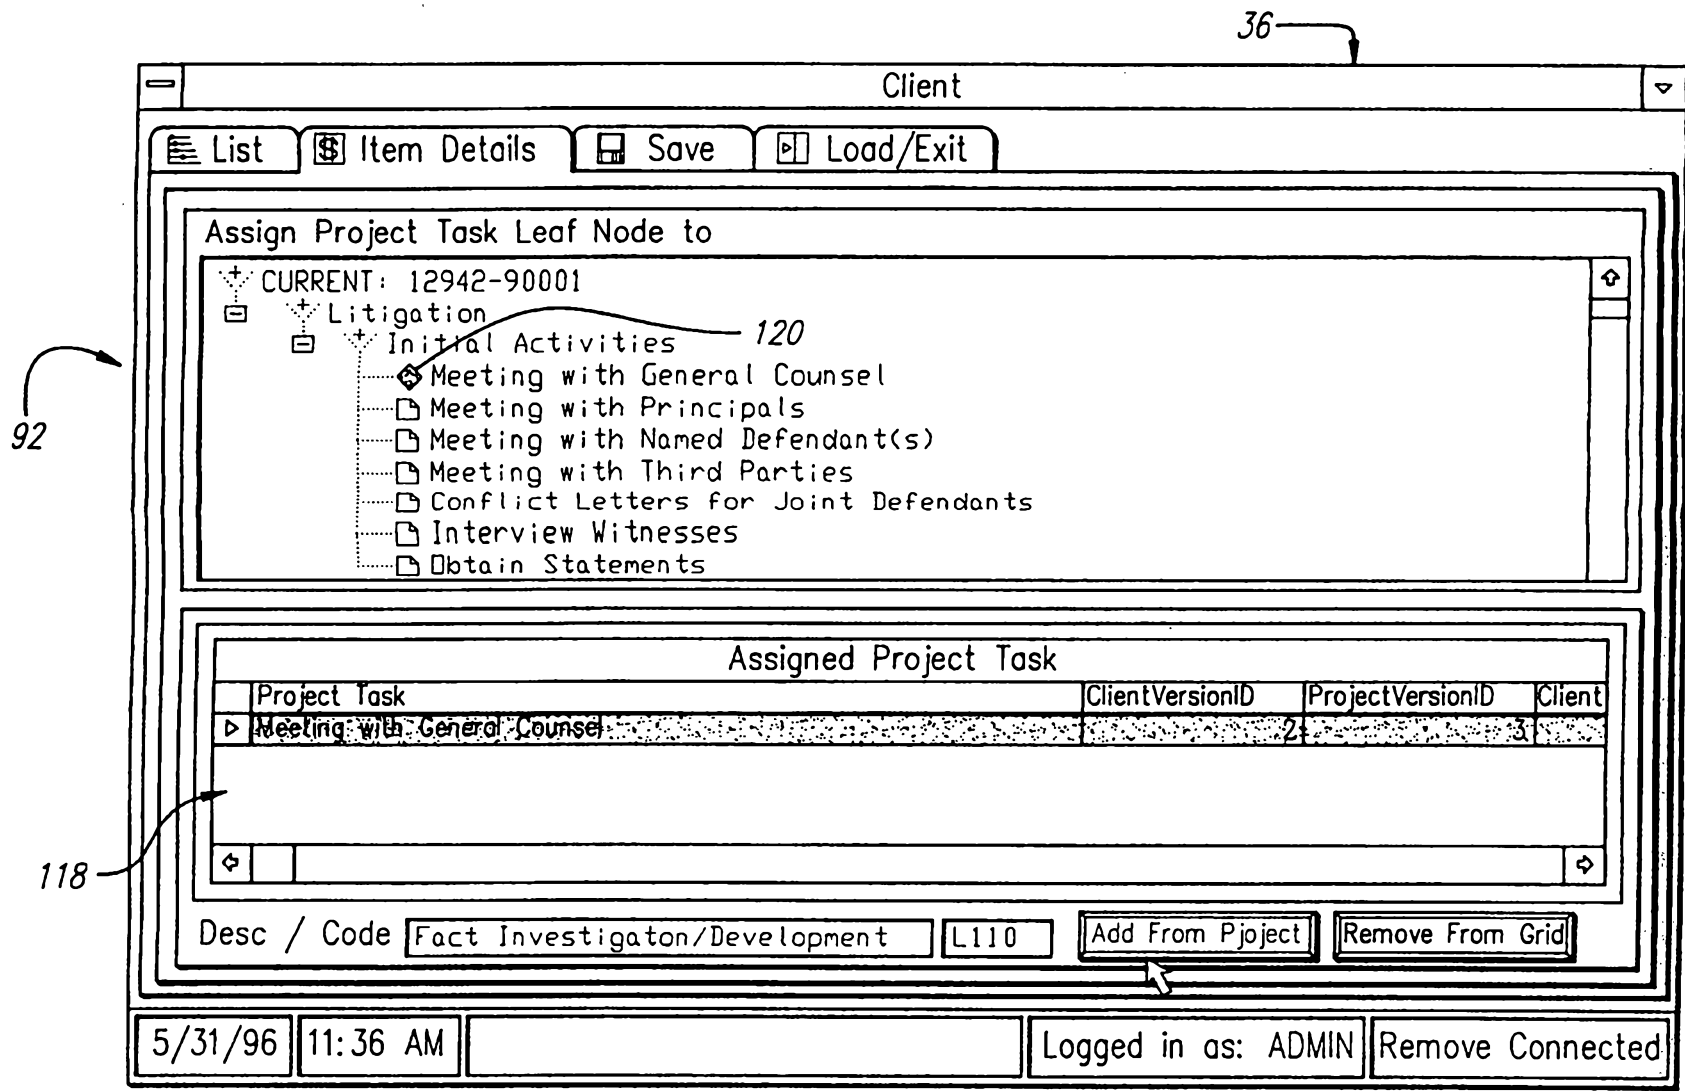 36
Client
List Item Details Save Load/Exit
Assign Project Task Leaf Node to
CURRENT: 12942-90001
Litigation
Initial Activities
120
Meeting with General Counsel
Meeting with Principals
Meeting with Named Defendant(s)
Meeting with Third Parties
Conflict Letters for Joint Defendants
Interview Witnesses
Obtain Statements
92
Assigned Project Task
Project Task ClientVersionID ProjectVersionID Client
Meeting with General Counsel 2 3
118
Desc / Code Fact Investigaton/Development L110 Add From Pjoject Remove From Grid
5/31/96 11:36 AM Logged in as: ADMIN Remove Connected